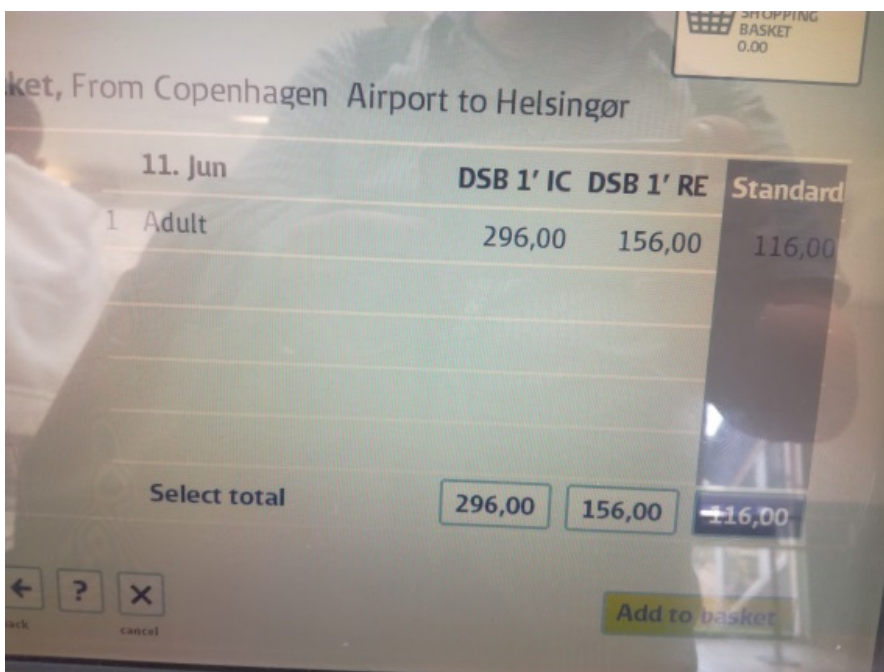 SHOPPING
BASKET
0.00
ket, From Copenhagen Airport to Helsingør
11. Jun DSB 1' IC DSB 1' RE Standard
1 Adult 296,00 156,00 116,00
Select total 296,00 156,00 116,00
? X
back
cancel
Add to basket